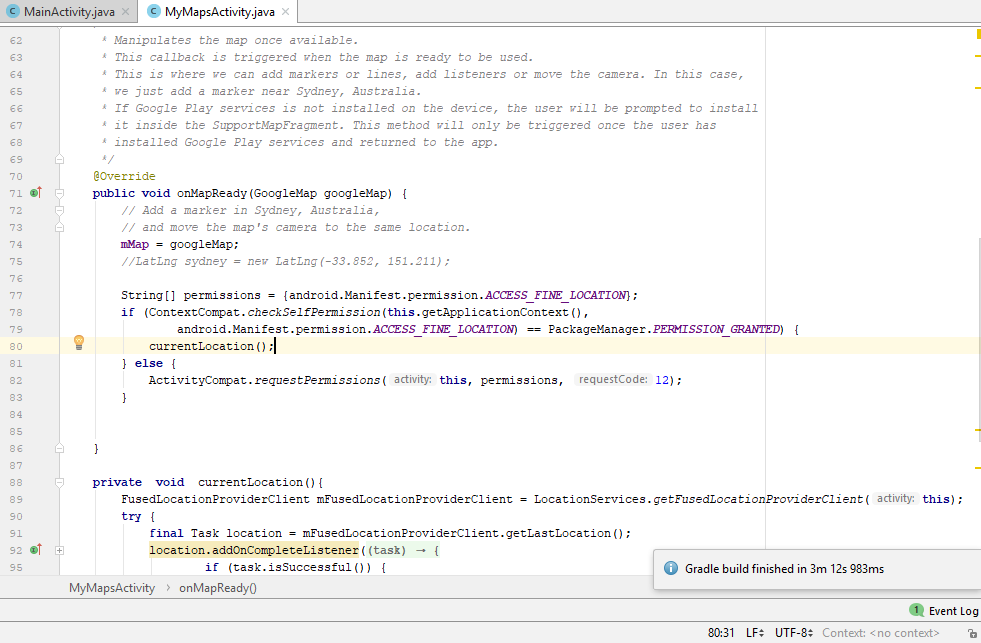 MainActivity.java
MyMapsActivity.java
62 * Manipulates the map once available.
63 * This callback is triggered when the map is ready to be used.
64 * This is where we can add markers or lines, add listeners or move the camera. In this case,
65 * we just add a marker near Sydney, Australia.
66 * If Google Play services is not installed on the device, the user will be prompted to install
67 * it inside the SupportMapFragment. This method will only be triggered once the user has
68 * installed Google Play services and returned to the app.
69 */
70 @Override
71 public void onMapReady(GoogleMap googleMap) {
72 // Add a marker in Sydney, Australia,
73 // and move the map's camera to the same location.
74 mMap = googleMap;
75 //LatLng sydney = new LatLng(-33.852, 151.211);
76
77 String[] permissions = {android.Manifest.permission.ACCESS_FINE_LOCATION};
78 if (ContextCompat.checkSelfPermission(this.getApplicationContext(),
79 android.Manifest.permission.ACCESS_FINE_LOCATION) == PackageManager.PERMISSION_GRANTED) {
80 currentLocation();
81 } else {
82 ActivityCompat.requestPermissions( activity: this, permissions, requestCode: 12);
83 }
84
85
86 }
87
88 private void currentLocation(){
89 FusedLocationProviderClient mFusedLocationProviderClient = LocationServices.getFusedLocationProviderClient( activity: this);
90 try {
91 final Task location = mFusedLocationProviderClient.getLastLocation();
92 location.addOnCompleteListener((task) → {
95 if (task.isSuccessful()) {
Gradle build finished in 3m 12s 983ms
MyMapsActivity › onMapReady()
1 Event Log
80:31 LF UTF-8 Context: <no context>